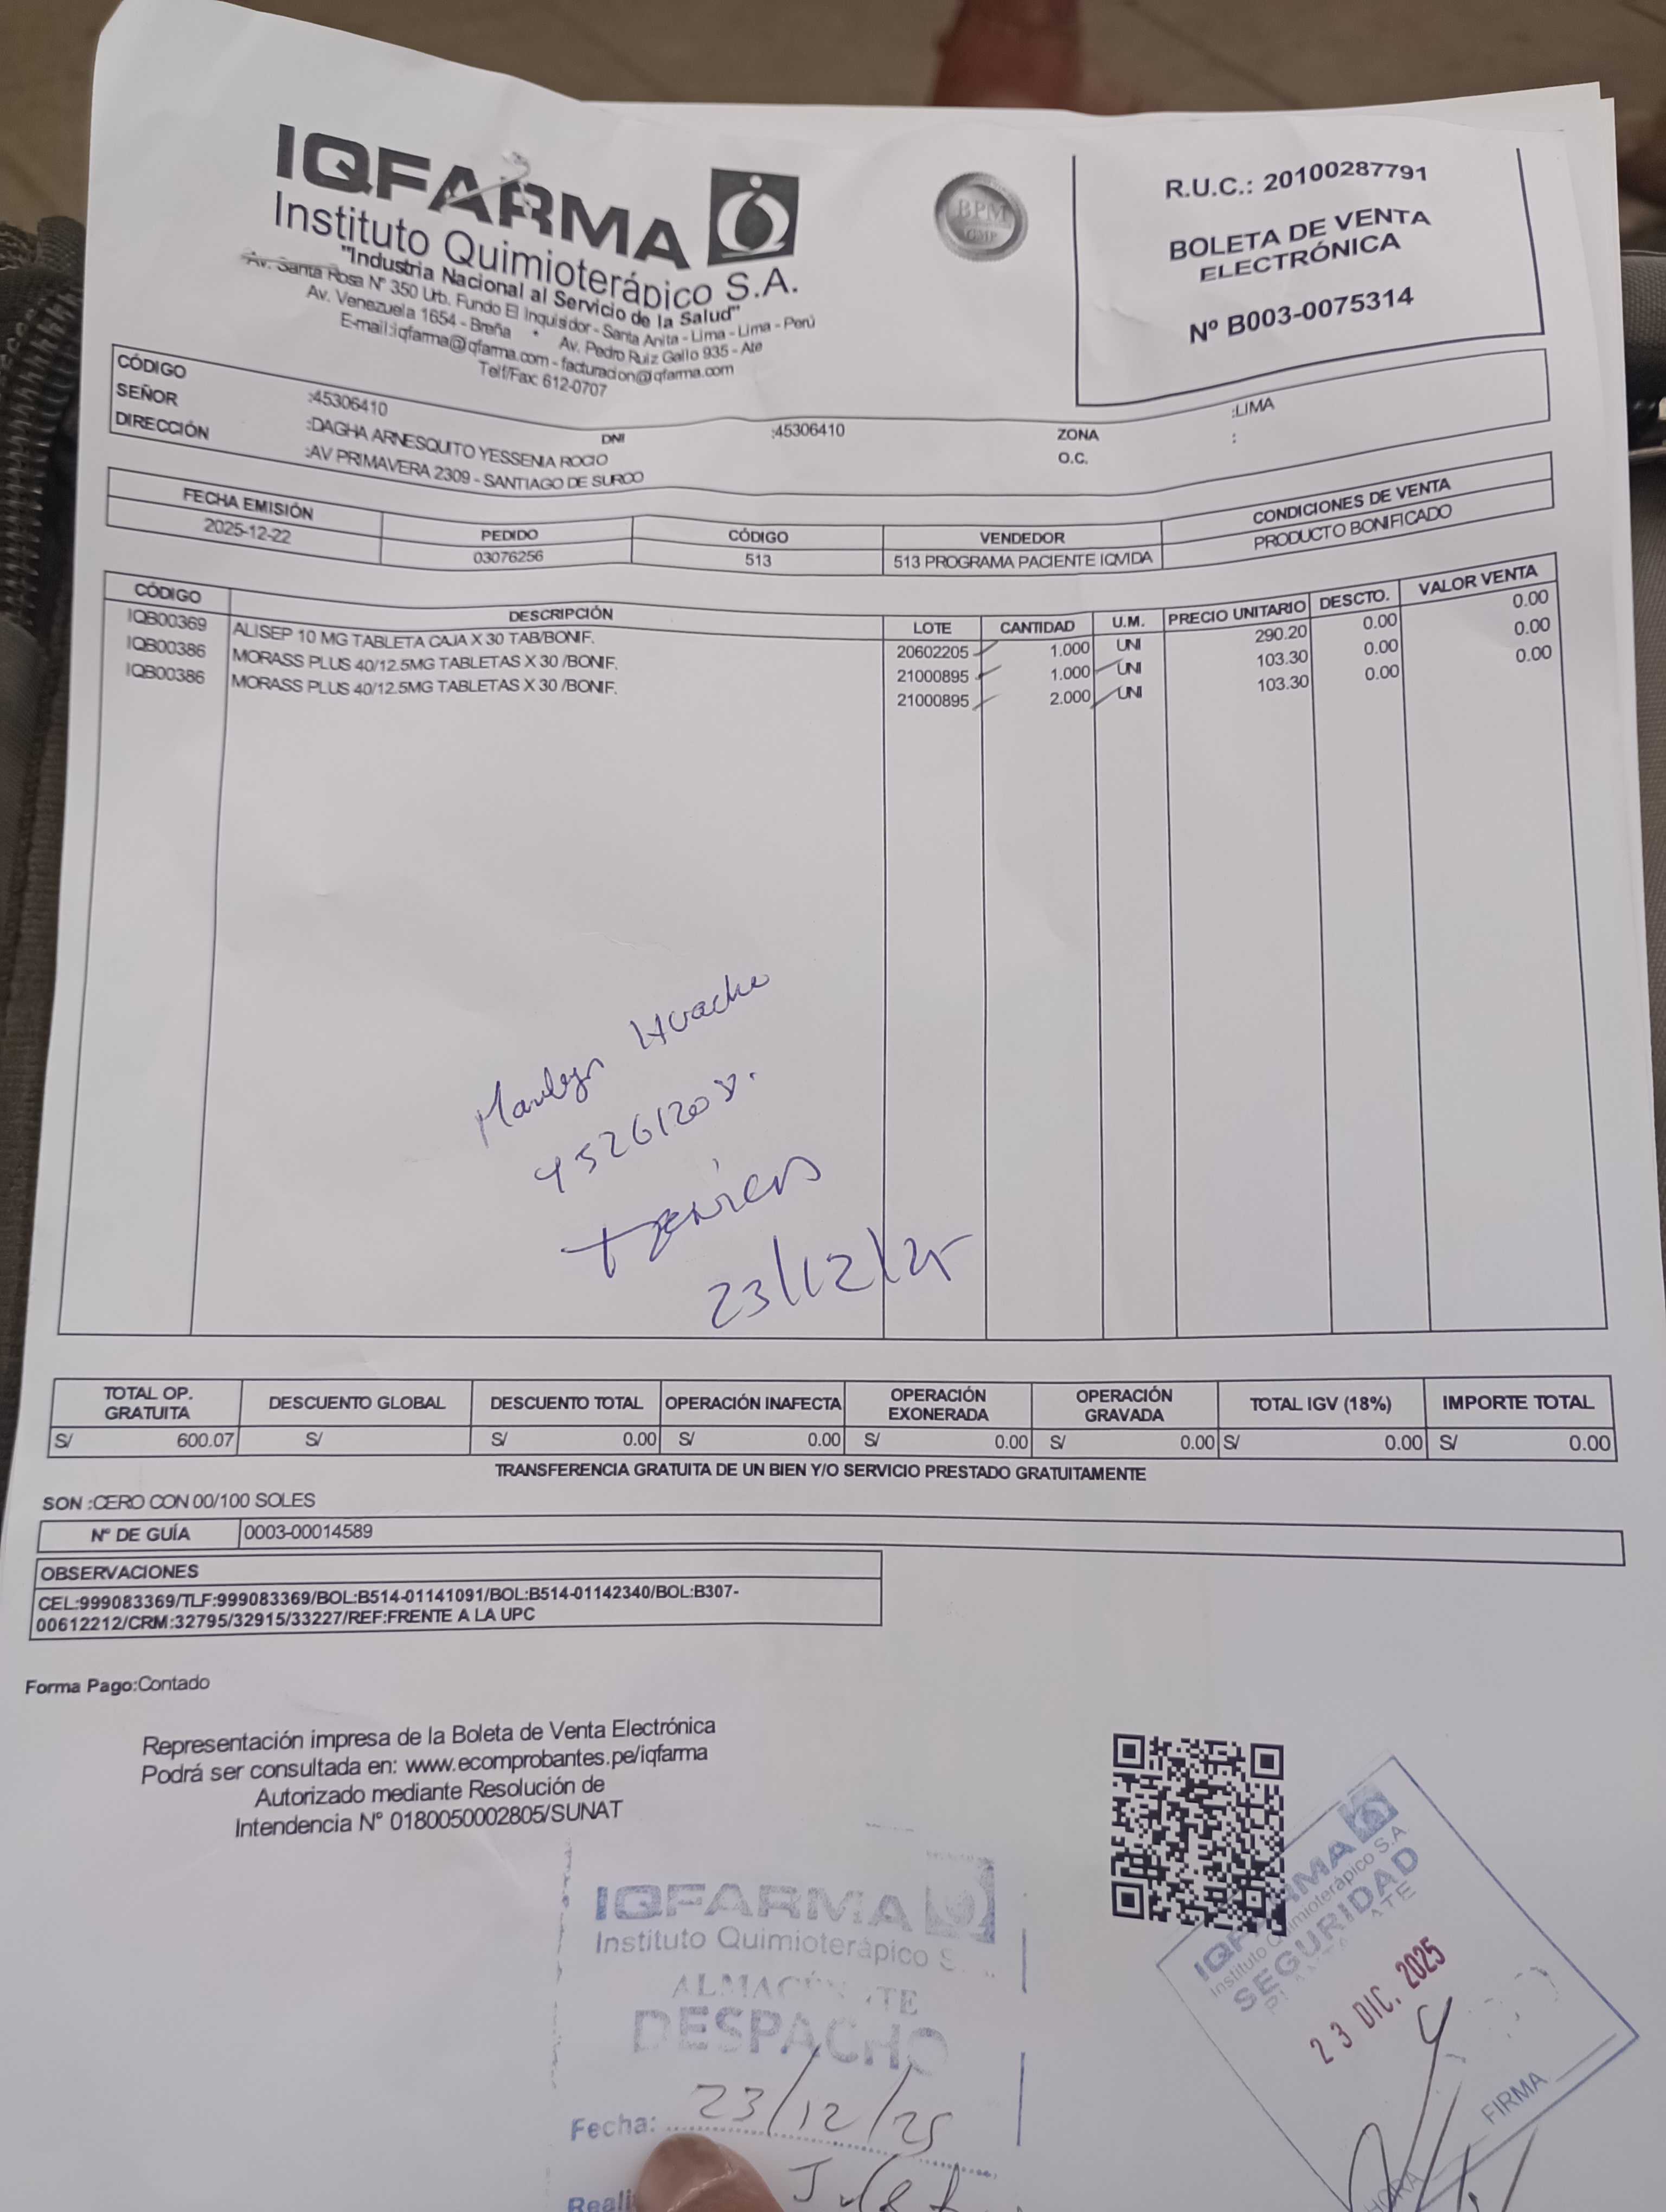 IQFARMA
Instituto Quimioterápico S.A.
"Industria Nacional al Servicio de la Salud"
Av. Santa Rosa Nº 350 Urb. Fundo El Inquisidor - Santa Anita - Lima - Lima - Perú
Av. Venezuela 1654 - Breña • Av. Pedro Ruiz Gallo 935 - Ate
E-mail:iqfarma@iqfarma.com - facturacion@iqfarma.com
Telf/Fax: 612-0707
BPM
GMP
R.U.C.: 20100287791
BOLETA DE VENTA
ELECTRÓNICA
Nº B003-0075314
CÓDIGO :45306410 DNI :45306410 ZONA :LIMA
SEÑOR :DAGHA ARNESQUITO YESSENIA ROCIO O.C. :
DIRECCIÓN :AV PRIMAVERA 2309 - SANTIAGO DE SURCO
FECHA EMISIÓN PEDIDO CÓDIGO VENDEDOR CONDICIONES DE VENTA
2025-12-22 03076256 513 513 PROGRAMA PACIENTE IQVIDA PRODUCTO BONIFICADO
CÓDIGO DESCRIPCIÓN LOTE CANTIDAD U.M. PRECIO UNITARIO DESCTO. VALOR VENTA
IQB00369 ALISEP 10 MG TABLETA CAJA X 30 TAB/BONIF. 20602205 1.000 UNI 290.20 0.00 0.00
IQB00386 MORASS PLUS 40/12.5MG TABLETAS X 30 /BONIF. 21000895 1.000 UNI 103.30 0.00 0.00
IQB00386 MORASS PLUS 40/12.5MG TABLETAS X 30 /BONIF. 21000895 2.000 UNI 103.30 0.00 0.00
Huacho
45261208.
23/12/25
TOTAL OP. GRATUITA DESCUENTO GLOBAL DESCUENTO TOTAL OPERACIÓN INAFECTA OPERACIÓN EXONERADA OPERACIÓN GRAVADA TOTAL IGV (18%) IMPORTE TOTAL
S/ 600.07 S/ S/ 0.00 S/ 0.00 S/ 0.00 S/ 0.00 S/ 0.00 S/ 0.00
TRANSFERENCIA GRATUITA DE UN BIEN Y/O SERVICIO PRESTADO GRATUITAMENTE
SON :CERO CON 00/100 SOLES
Nº DE GUÍA 0003-00014589
OBSERVACIONES
CEL:999083369/TLF:999083369/BOL:B514-01141091/BOL:B514-01142340/BOL:B307-
00612212/CRM:32795/32915/33227/REF:FRENTE A LA UPC
Forma Pago:Contado
Representación impresa de la Boleta de Venta Electrónica
Podrá ser consultada en: www.ecomprobantes.pe/iqfarma
Autorizado mediante Resolución de
Intendencia Nº 0180050002805/SUNAT
IQFARMA
Instituto Quimioterápico S.
DESPACHO
Fecha: 23/12/25
IQFARMA
Instituto Quimioterápico S.A
SEGURIDAD
23 DIC. 2025
FIRMA
HORA